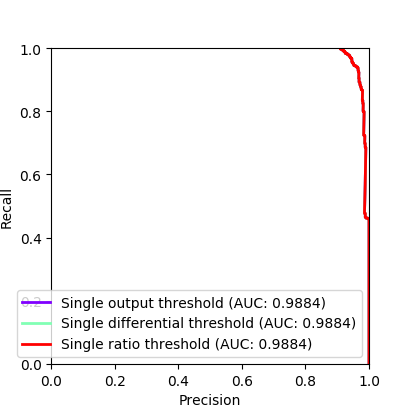 1.0
0.8
0.6
0.4
0.2
0.0
Recall
Single output threshold (AUC: 0.9884)
Single differential threshold (AUC: 0.9884)
Single ratio threshold (AUC: 0.9884)
0.0 0.2 0.4 0.6 0.8 1.0
Precision